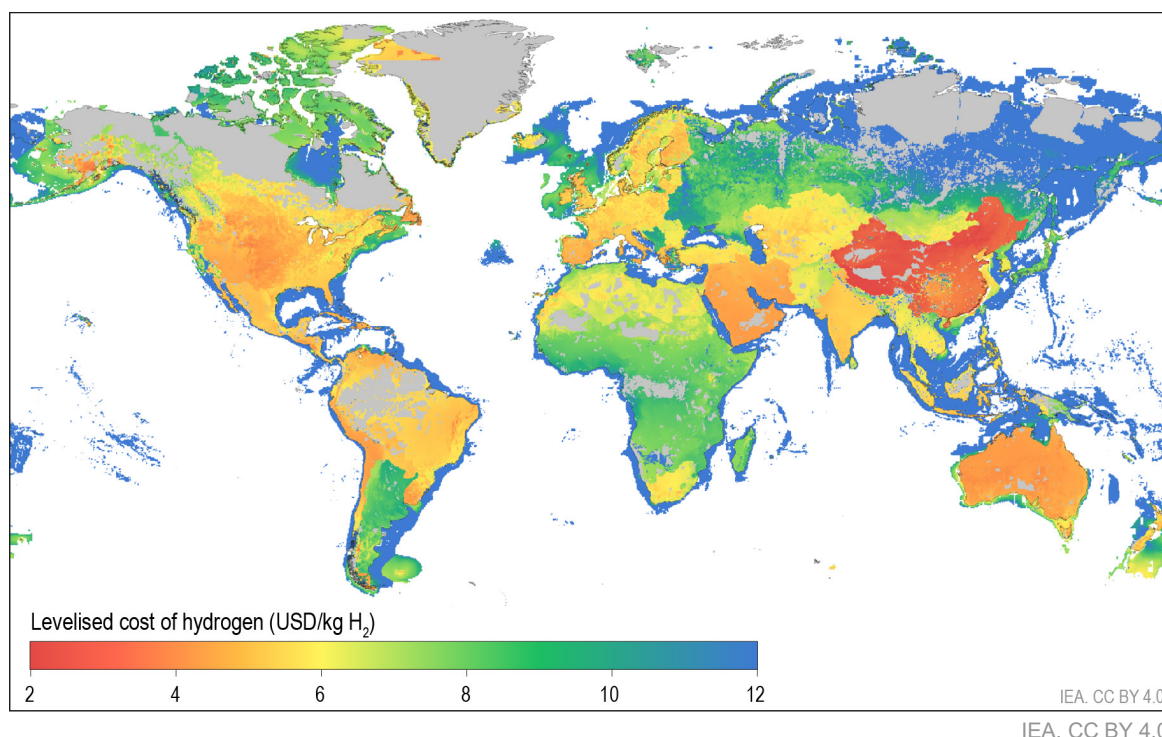 Levelised cost of hydrogen (USD/kg H₂)
2 4 6 8 10 12
IEA. CC BY 4.0
IEA. CC BY 4.0